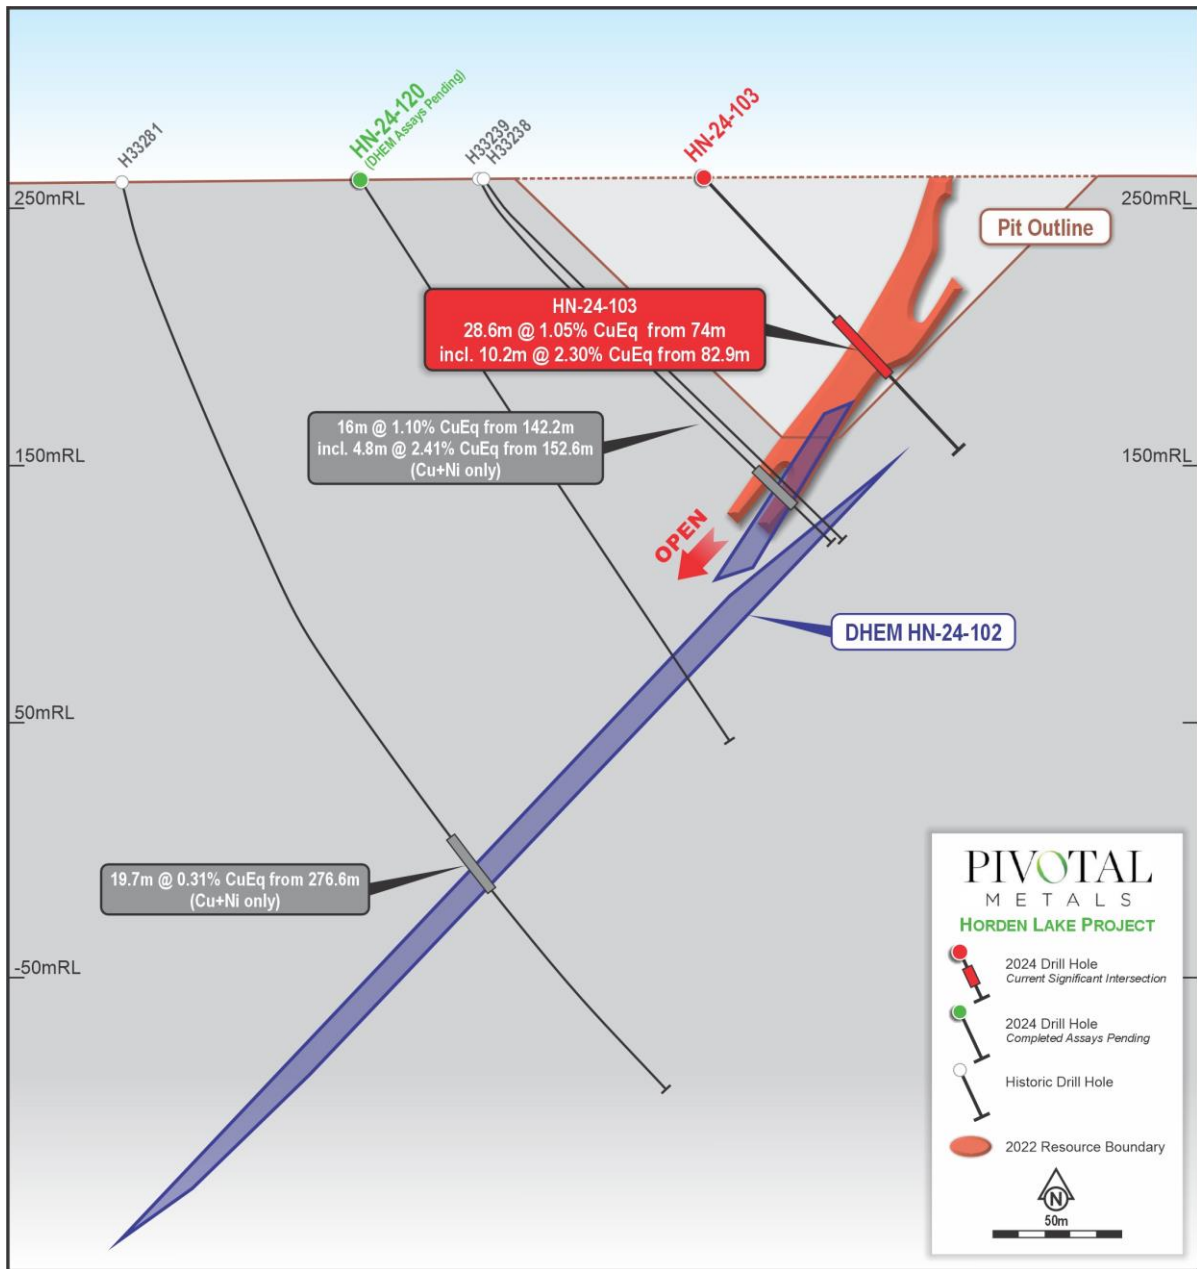 H33281
HN-24-120
(DHEM Assays Pending)
H33239
H33238
HN-24-103
250mRL
250mRL
Pit Outline
HN-24-103
28.6m @ 1.05% CuEq from 74m
incl. 10.2m @ 2.30% CuEq from 82.9m
16m @ 1.10% CuEq from 142.2m
incl. 4.8m @ 2.41% CuEq from 152.6m
(Cu+Ni only)
150mRL
150mRL
OPEN
DHEM HN-24-102
50mRL
19.7m @ 0.31% CuEq from 276.6m
(Cu+Ni only)
-50mRL
PIVOTAL
METALS
HORDEN LAKE PROJECT
2024 Drill Hole
Current Significant Intersection
2024 Drill Hole
Completed Assays Pending
Historic Drill Hole
2022 Resource Boundary
N
50m